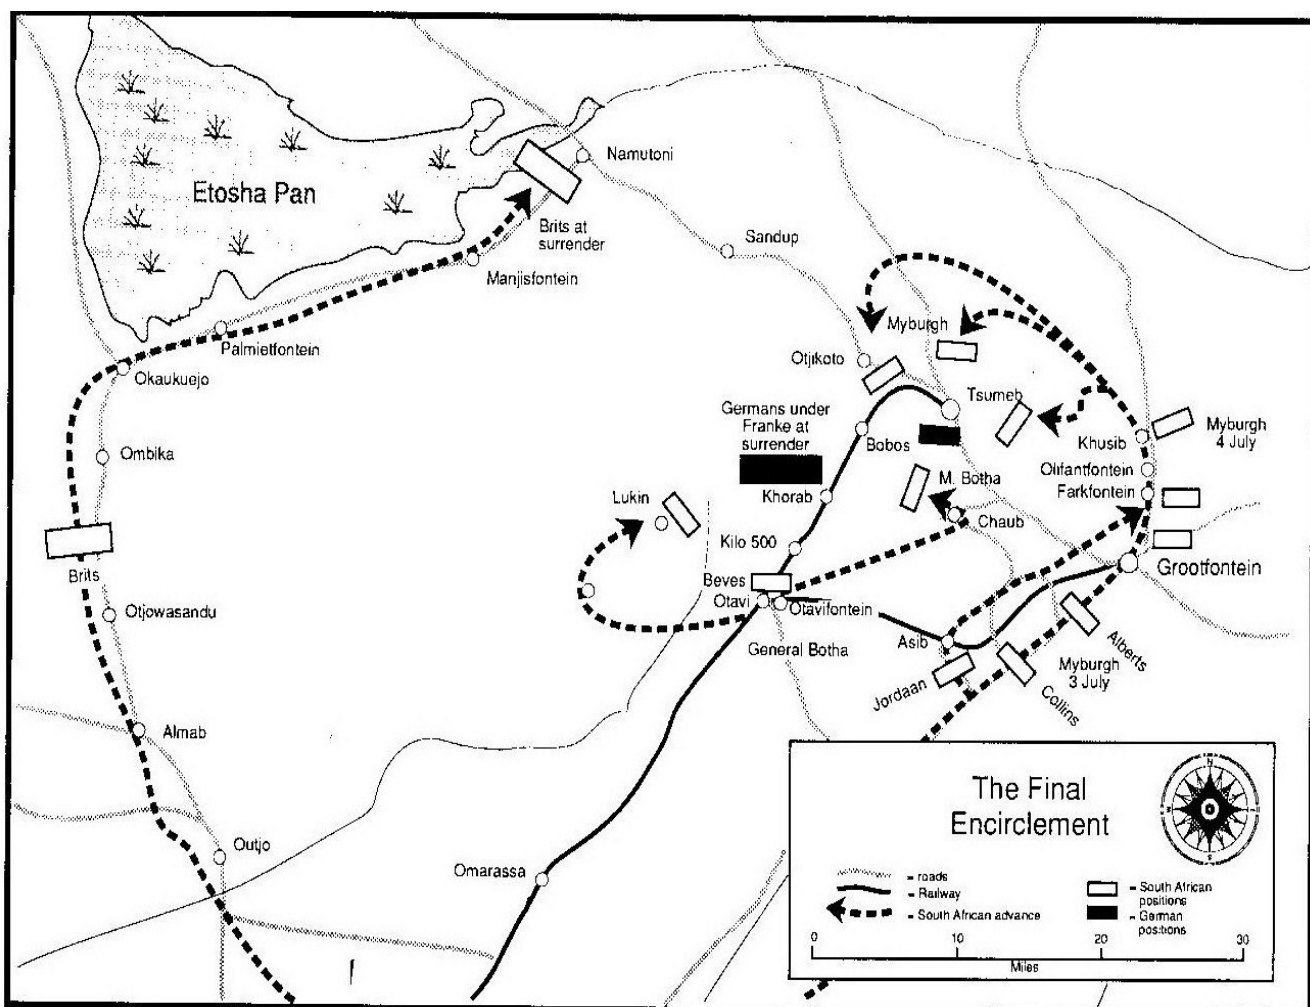 Namutoni
Etosha Pan
Brits at
surrender
Sandup
Manjisfontein
Myburgh
Palmietfontein
Otjikoto
Okaukuejo
Tsumeb
Germans under
Franke at
surrender
Khusib
Myburgh
4 July
Bobos
Ombika
Olifantfontein
M. Botha
Farkfontein
Lukin
Khorab
Chaub
Kilo 500
Grootfontein
Brits
Beves
Otavi
Otavifontein
Otjowasandu
Asib
General Botha
Alberts
Myburgh
3 July
Jordaan
Collins
Almab
Outjo
Omarassa
The Final
Encirclement
N
S
- roads
- Railway
- South African advance
- South African
positions
- German
positions
0 10 20 30
Miles